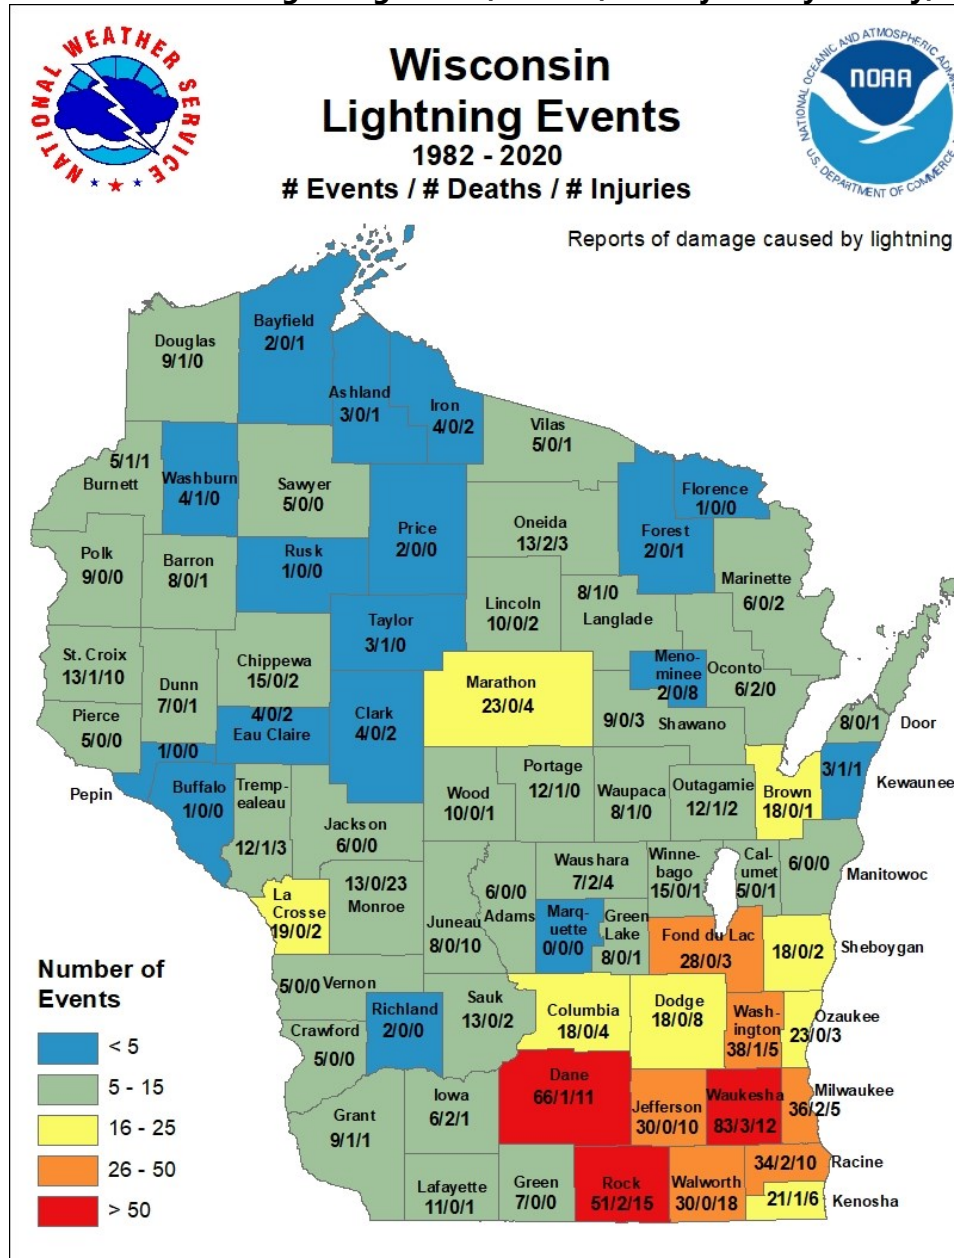 NATIONAL WEATHER SERVICE
Wisconsin
Lightning Events
1982 - 2020
# Events / # Deaths / # Injuries
NOAA
NATIONAL OCEANIC AND ATMOSPHERIC
U.S. DEPARTMENT OF COMMERCE
Reports of damage caused by lightning
Douglas
9/1/0
Bayfield
2/0/1
Ashland
3/0/1
Iron
4/0/2
Vilas
5/0/1
5/1/1
Burnett
Washburn
4/1/0
Sawyer
5/0/0
Price
2/0/0
Oneida
13/2/3
Forest
2/0/1
Florence
1/0/0
Polk
9/0/0
Barron
8/0/1
Rusk
1/0/0
Taylor
3/1/0
Lincoln
10/0/2
8/1/0
Langlade
Marinette
6/0/2
St. Croix
13/1/10
Dunn
7/0/1
Chippewa
15/0/2
Marathon
23/0/4
Meno-
minee
2/0/8
Oconto
6/2/0
Pierce
5/0/0
4/0/2
Eau Claire
Clark
4/0/2
9/0/3
Shawano
8/0/1
Door
1/0/0
Pepin
Buffalo
1/0/0
Tremp-
ealeau
12/1/3
Jackson
6/0/0
Wood
10/0/1
Portage
12/1/0
Waupaca
8/1/0
Outagamie
12/1/2
Brown
18/0/1
3/1/1
Kewaunee
La
Crosse
19/0/2
13/0/23
Monroe
Juneau
8/0/10
6/0/0
Adams
Waushara
7/2/4
Winne-
bago
15/0/1
Cal-
umet
5/0/1
6/0/0
Manitowoc
Marq-
uette
0/0/0
Green
Lake
8/0/1
Fond du Lac
28/0/3
18/0/2
Sheboygan
5/0/0 Vernon
Richland
2/0/0
Sauk
13/0/2
Columbia
18/0/4
Dodge
18/0/8
Wash-
ington
38/1/5
Ozaukee
23/0/3
Crawford
5/0/0
Grant
9/1/1
Iowa
6/2/1
Dane
66/1/11
Jefferson
30/0/10
Waukesha
83/3/12
Milwaukee
36/2/5
Lafayette
11/0/1
Green
7/0/0
Rock
51/2/15
Walworth
30/0/18
34/2/10
Racine
21/1/6
Kenosha
Number of
Events
< 5
5 - 15
16 - 25
26 - 50
> 50